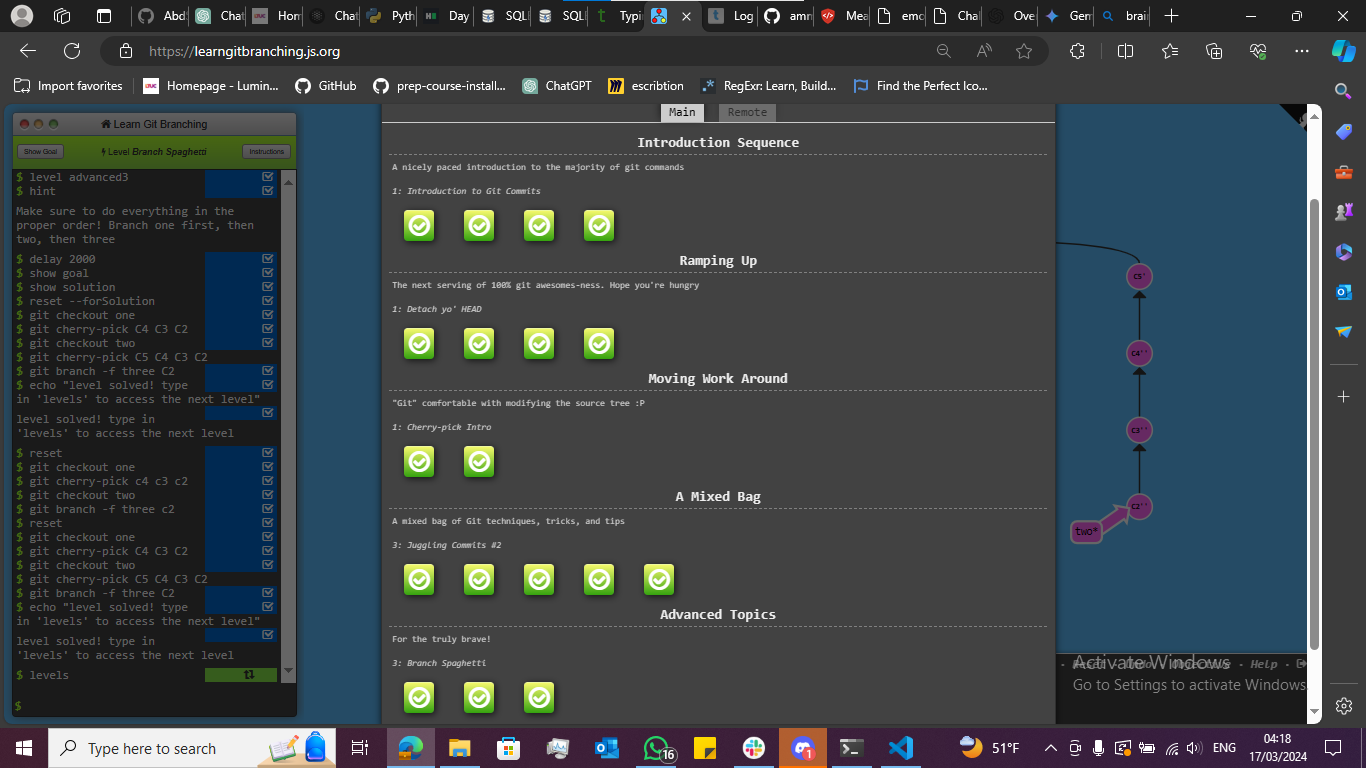 Abd
Chat
Hom
Chat
Pyth
Day
SQLI
SQLI
Typi
Log
amn
Mea
emo
Chal
Ove
Gen
brai
https://learngitbranching.js.org
Import favorites
Homepage - Lumin...
GitHub
prep-course-install...
ChatGPT
escribtion
RegExr: Learn, Build...
Find the Perfect Ico...
Learn Git Branching
Show Goal
Level Branch Spaghetti
Instructions
$ level advanced3
$ hint
Make sure to do everything in the
proper order! Branch one first, then
two, then three
$ delay 2000
$ show goal
$ show solution
$ reset --forSolution
$ git checkout one
$ git cherry-pick C4 C3 C2
$ git checkout two
$ git cherry-pick C5 C4 C3 C2
$ git branch -f three C2
$ echo "level solved! type
in 'levels' to access the next level"
level solved! type in
'levels' to access the next level
$ reset
$ git checkout one
$ git cherry-pick c4 c3 c2
$ git checkout two
$ git branch -f three c2
$ reset
$ git checkout one
$ git cherry-pick C4 C3 C2
$ git checkout two
$ git cherry-pick C5 C4 C3 C2
$ git branch -f three C2
$ echo "level solved! type
in 'levels' to access the next level"
level solved! type in
'levels' to access the next level
$ levels
$
Main
Remote
Introduction Sequence
A nicely paced introduction to the majority of git commands
1: Introduction to Git Commits
Ramping Up
The next serving of 100% git awesomes-ness. Hope you're hungry
1: Detach yo' HEAD
Moving Work Around
"Git" comfortable with modifying the source tree :P
1: Cherry-pick Intro
A Mixed Bag
A mixed bag of Git techniques, tricks, and tips
3: Juggling Commits #2
Advanced Topics
For the truly brave!
3: Branch Spaghetti
C5'
C4''
C3''
C2''
two*
- Reset - Undo - Objective - Help -
Activate Windows
Go to Settings to activate Windows.
Type here to search
16
1
51°F
ENG
04:18
17/03/2024